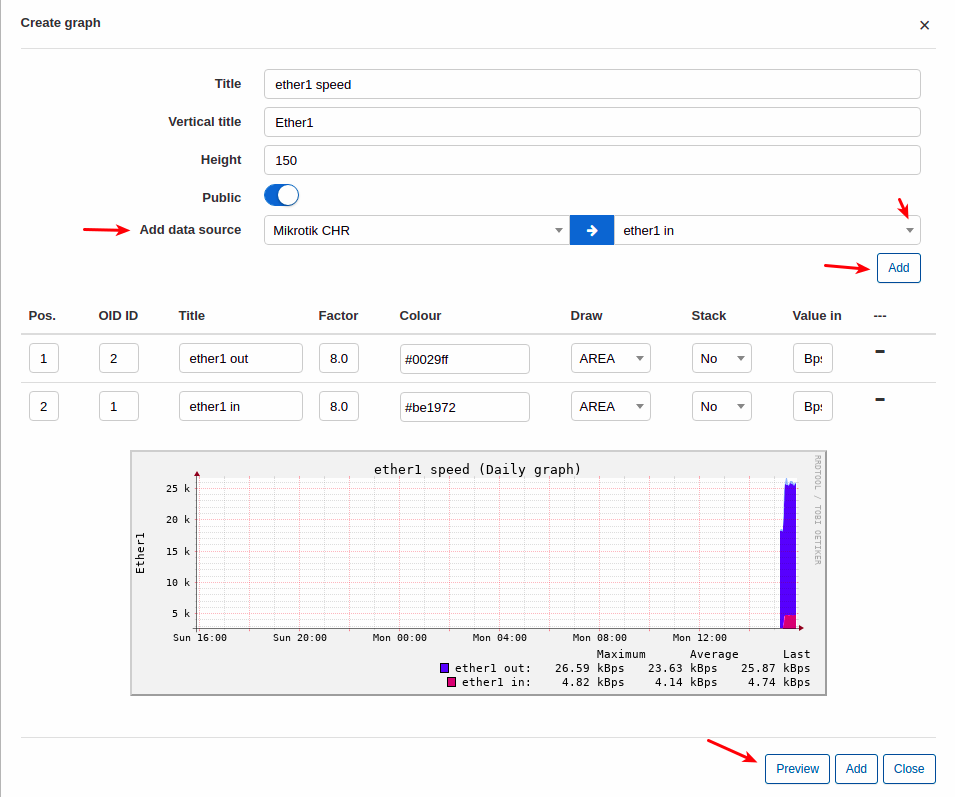 Create graph ×
Title ether1 speed
Vertical title Ether1
Height 150
Public
Add data source Mikrotik CHR ether1 in
Add
Pos. OID ID Title Factor Colour Draw Stack Value in ---
1 2 ether1 out 8.0 #0029ff AREA No Bps
2 1 ether1 in 8.0 #be1972 AREA No Bps
ether1 speed (Daily graph)
RRDTOOL / TOBI OETIKER
Ether1
25 k
20 k
15 k
10 k
5 k
Sun 16:00 Sun 20:00 Mon 00:00 Mon 04:00 Mon 08:00 Mon 12:00
Maximum Average Last
ether1 out: 26.59 kBps 23.63 kBps 25.87 kBps
ether1 in: 4.82 kBps 4.14 kBps 4.74 kBps
Preview Add Close